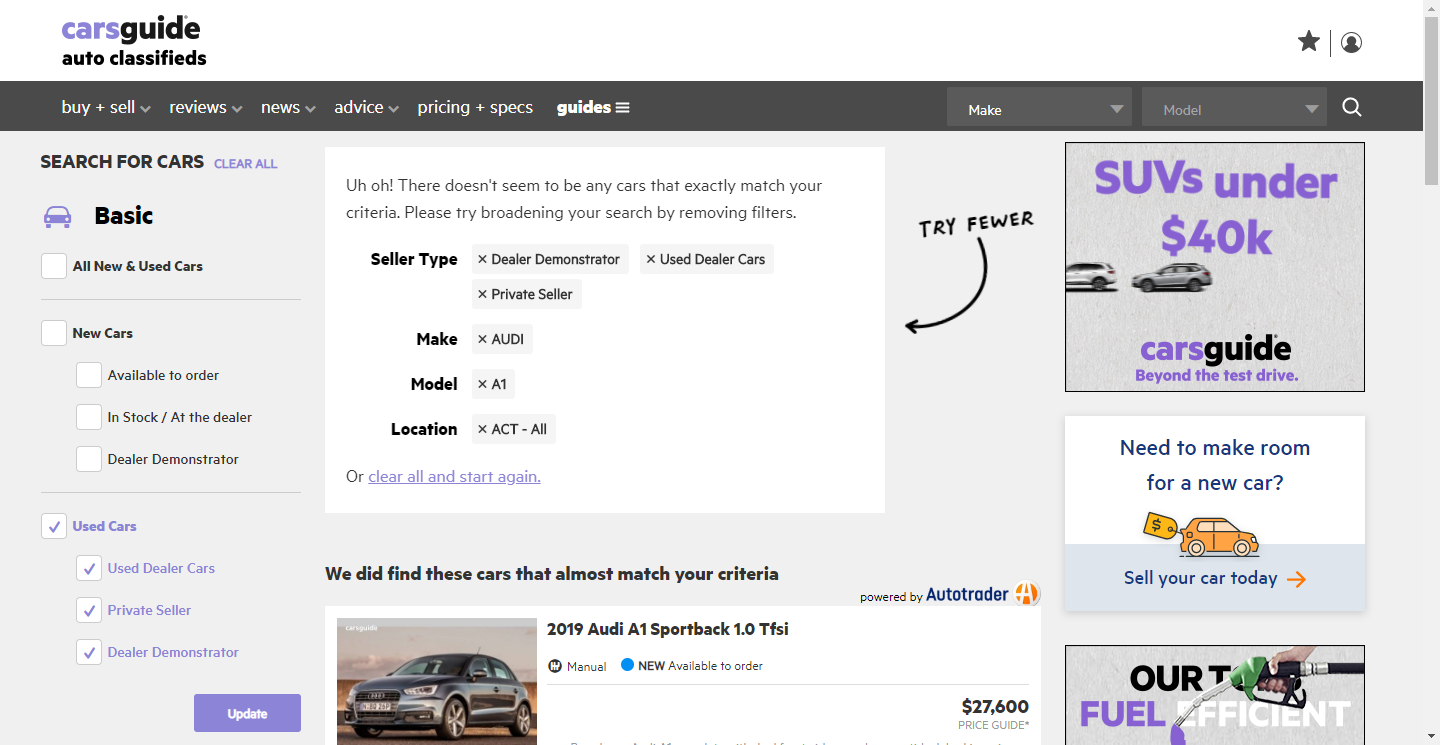 carsguide
auto classifieds
buy + sell
reviews
news
advice
pricing + specs
guides
Make
Model
SEARCH FOR CARS CLEAR ALL
Basic
All New & Used Cars
New Cars
Available to order
In Stock / At the dealer
Dealer Demonstrator
Used Cars
Used Dealer Cars
Private Seller
Dealer Demonstrator
Update
Uh oh! There doesn't seem to be any cars that exactly match your
criteria. Please try broadening your search by removing filters.
Seller Type × Dealer Demonstrator × Used Dealer Cars
× Private Seller
Make × AUDI
Model × A1
Location × ACT - All
Or clear all and start again.
TRY FEWER
We did find these cars that almost match your criteria
powered by Autotrader
carsguide
2019 Audi A1 Sportback 1.0 Tfsi
Manual NEW Available to order
$27,600
PRICE GUIDE*
SUVs under
$40k
carsguide
Beyond the test drive.
Need to make room
for a new car?
$
Sell your car today
OUR
FUEL EFFICIENT